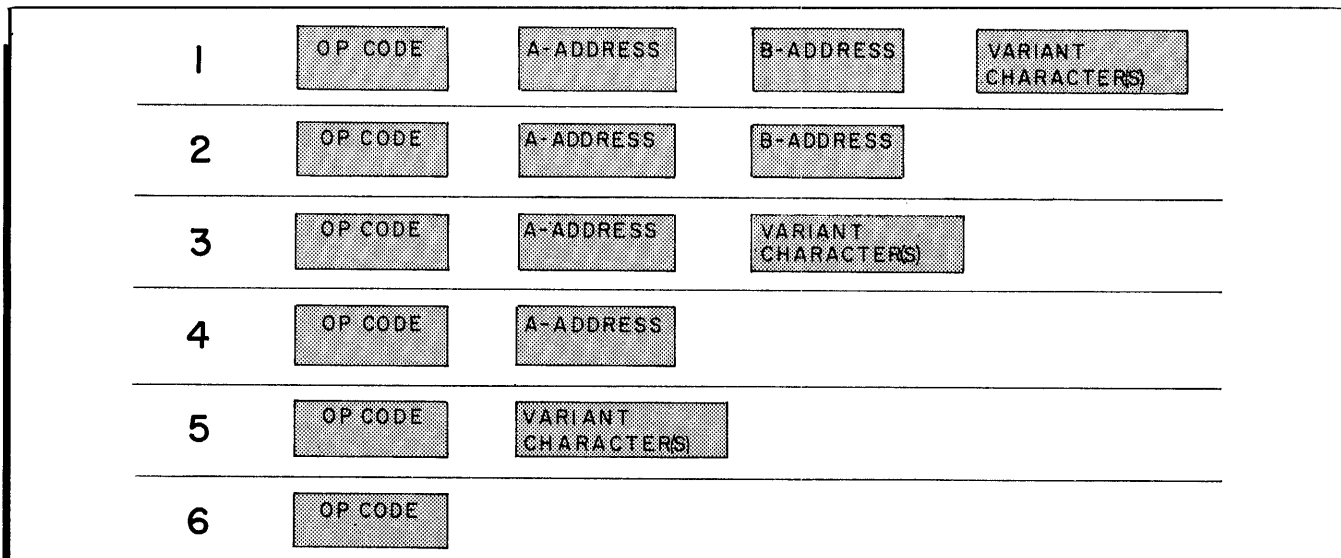 1 OP CODE A-ADDRESS B-ADDRESS VARIANT CHARACTER(S)
2 OP CODE A-ADDRESS B-ADDRESS
3 OP CODE A-ADDRESS VARIANT CHARACTER(S)
4 OP CODE A-ADDRESS
5 OP CODE VARIANT CHARACTER(S)
6 OP CODE